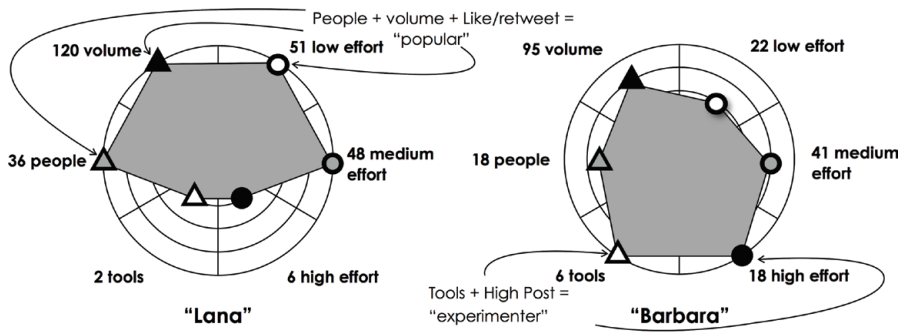 People + volume + Like/retweet =
“popular”
120 volume
51 low effort
36 people
48 medium
effort
2 tools
6 high effort
“Lana”
95 volume
22 low effort
18 people
41 medium
effort
6 tools
18 high effort
Tools + High Post =
“experimenter”
“Barbara”